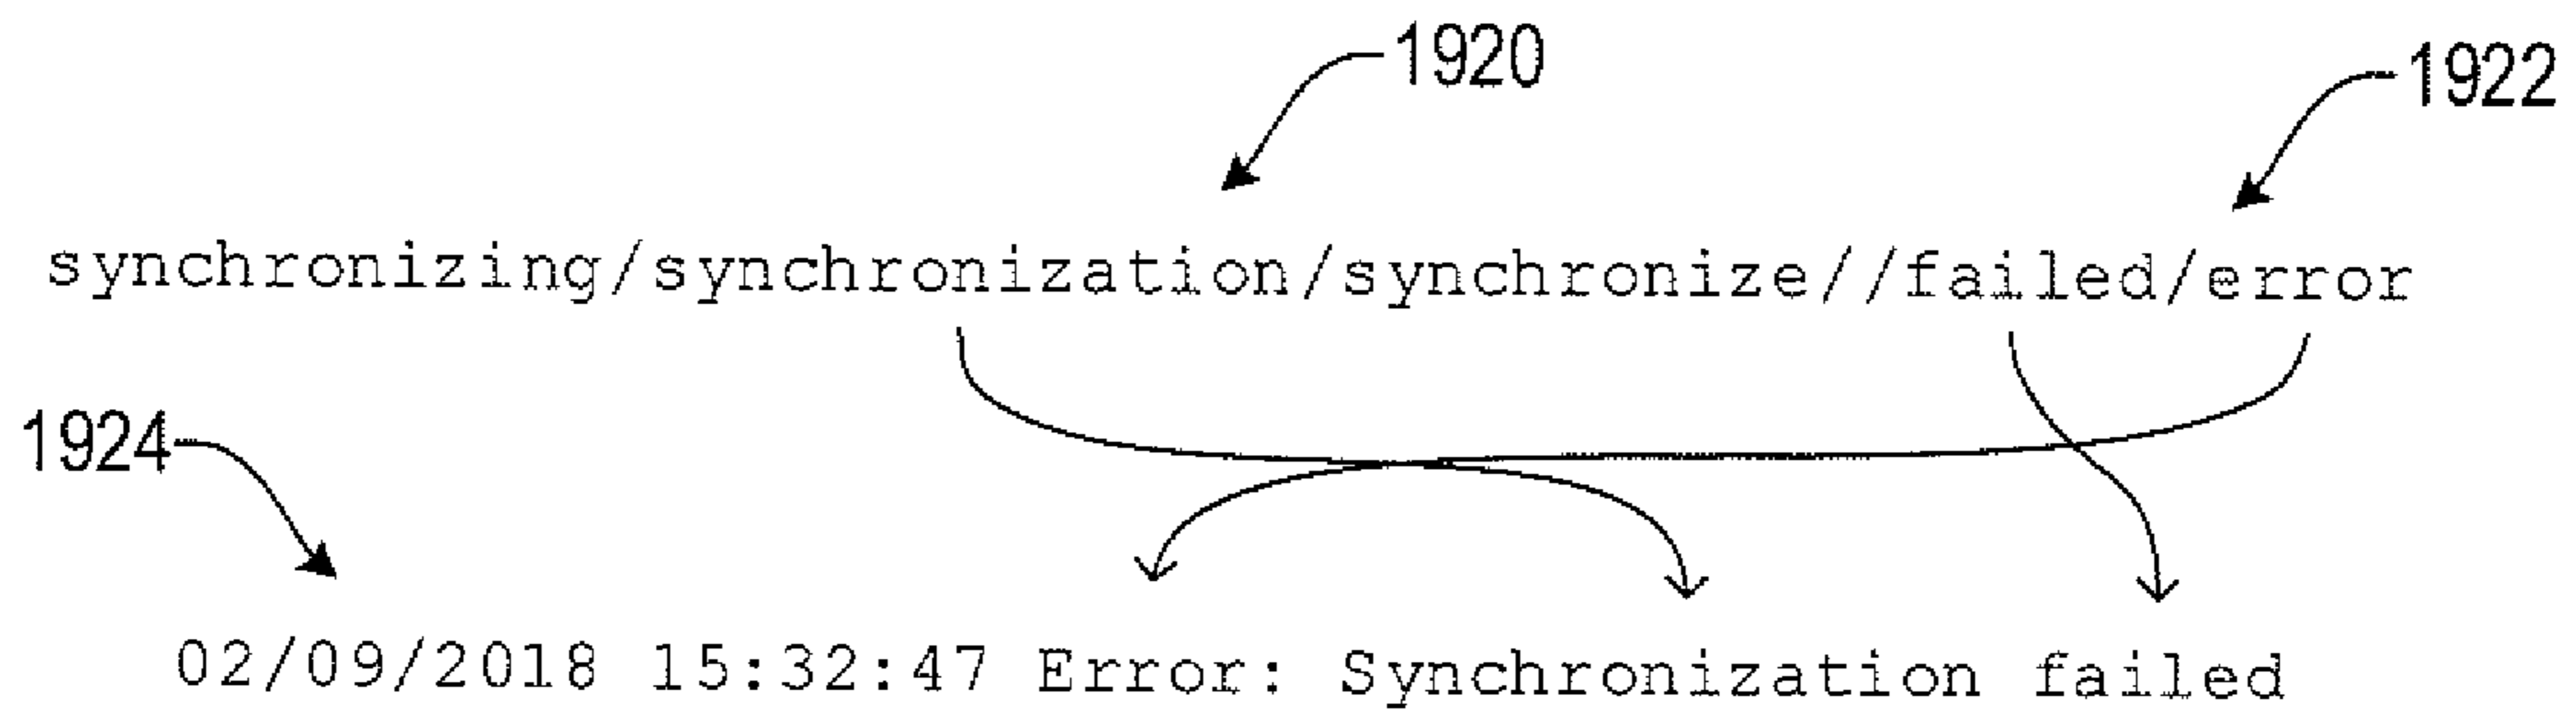 1920
1922
synchronizing/synchronization/synchronize//failed/error
1924
02/09/2018 15:32:47 Error: Synchronization failed